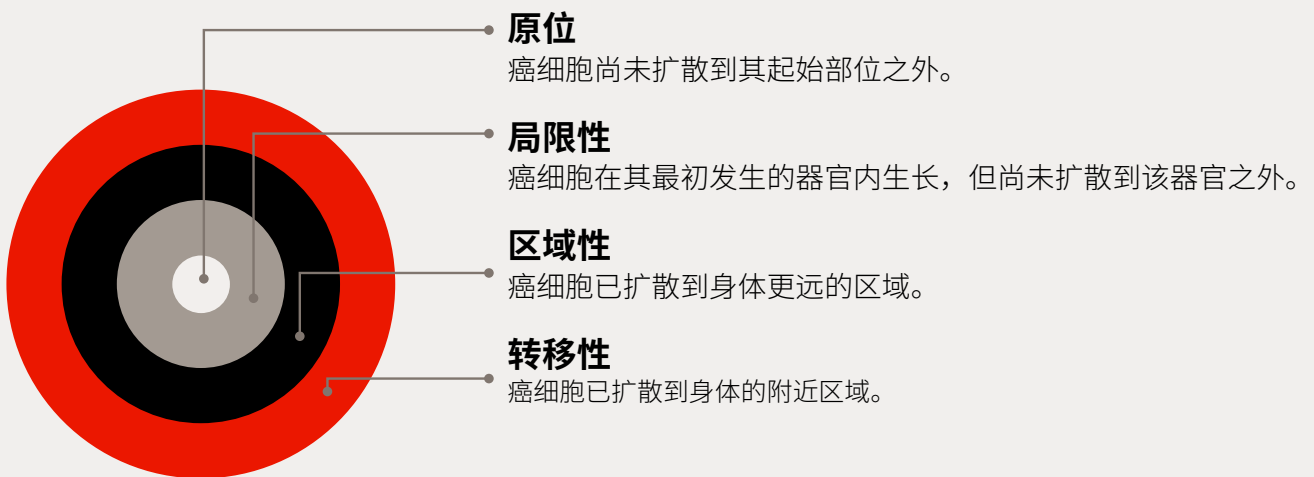 原位
癌细胞尚未扩散到其起始部位之外。
局限性
癌细胞在其最初发生的器官内生长，但尚未扩散到该器官之外。
区域性
癌细胞已扩散到身体更远的区域。
转移性
癌细胞已扩散到身体的附近区域。